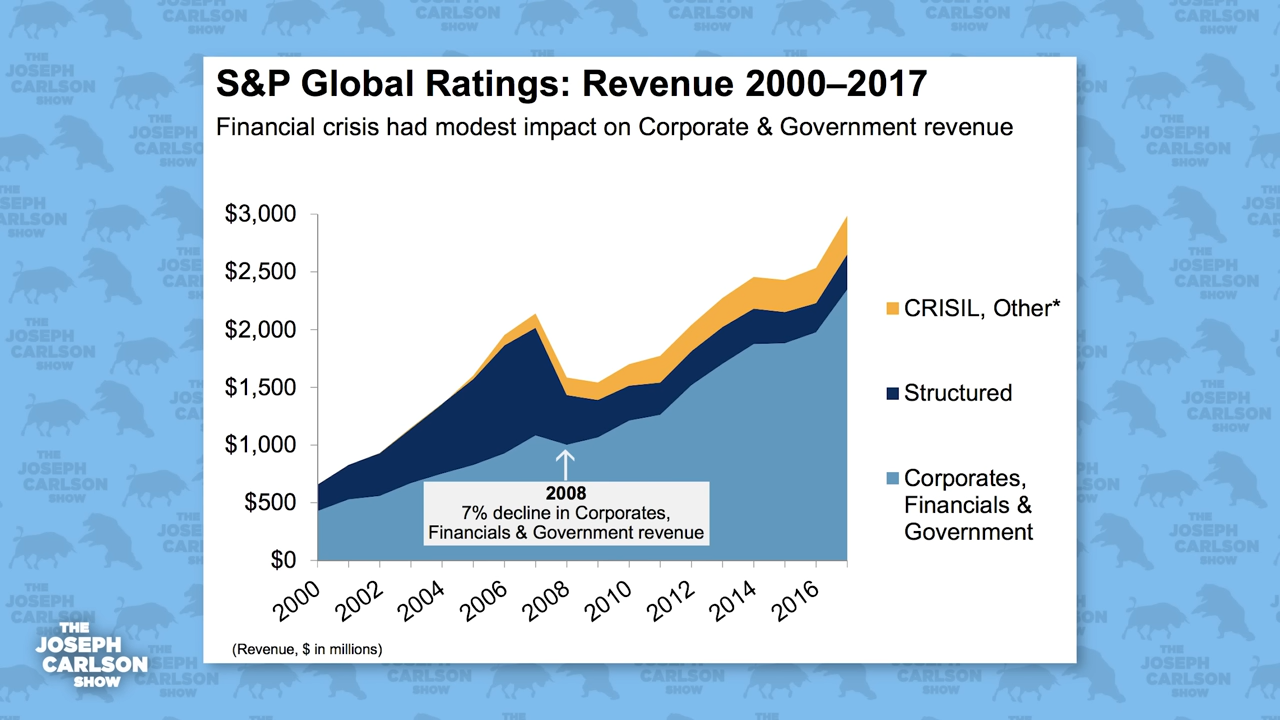 S&P Global Ratings: Revenue 2000–2017
Financial crisis had modest impact on Corporate & Government revenue
$3,000
$2,500
$2,000
$1,500
$1,000
$500
$0
CRISIL, Other*
Structured
Corporates,
Financials &
Government
2008
7% decline in Corporates,
Financials & Government revenue
2000
2002
2004
2006
2008
2010
2012
2014
2016
(Revenue, $ in millions)
THE
JOSEPH
CARLSON
SHOW